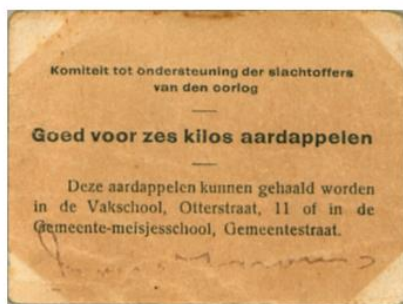 Komiteit tot ondersteuning der slachtoffers
van den oorlog
Goed voor zes kilos aardappelen
Deze aardappelen kunnen gehaald worden
in de Vakschool, Otterstraat, 11 of in de
Gemeente-meisjesschool, Gemeentestraat.